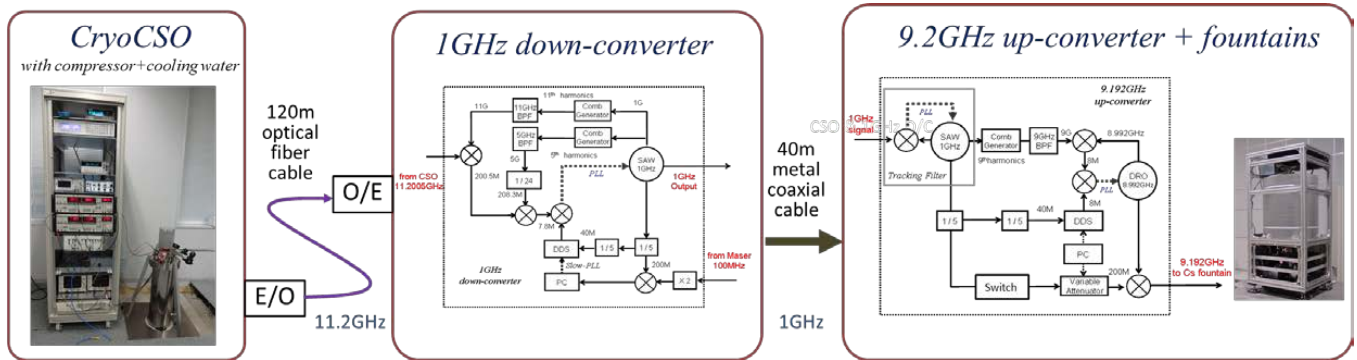 CryoCSO
with compressor+cooling water
120m
optical
fiber
cable
E/O
O/E
11.2GHz
1GHz down-converter
11th harmonics
11G
11GHz
BPF
Comb
Generator
1G
5GHz
BPF
Comb
Generator
5G
5th harmonics
from CSO
11.2005GHz
200.5M
1/24
208.3M
PLL
SAW
1GHz
1GHz
Output
7.8M
40M
DDS
1/5
1/5
Slow-PLL
200M
from Maser
100MHz
PC
×2
1GHz
down-converter
40m
metal
coaxial
cable
1GHz
9.2GHz up-converter + fountains
9.192GHz
up-converter
PLL
1GHz
signal
SAW
1GHz
Comb
Generator
9GHz
BPF
9G
8.992GHz
9th harmonics
Tracking Filter
8M
PLL
DRO
8.992GHz
8M
1/5
1/5
40M
DDS
PC
9.192GHz
to Cs fountain
Switch
Variable
Attenuator
200M